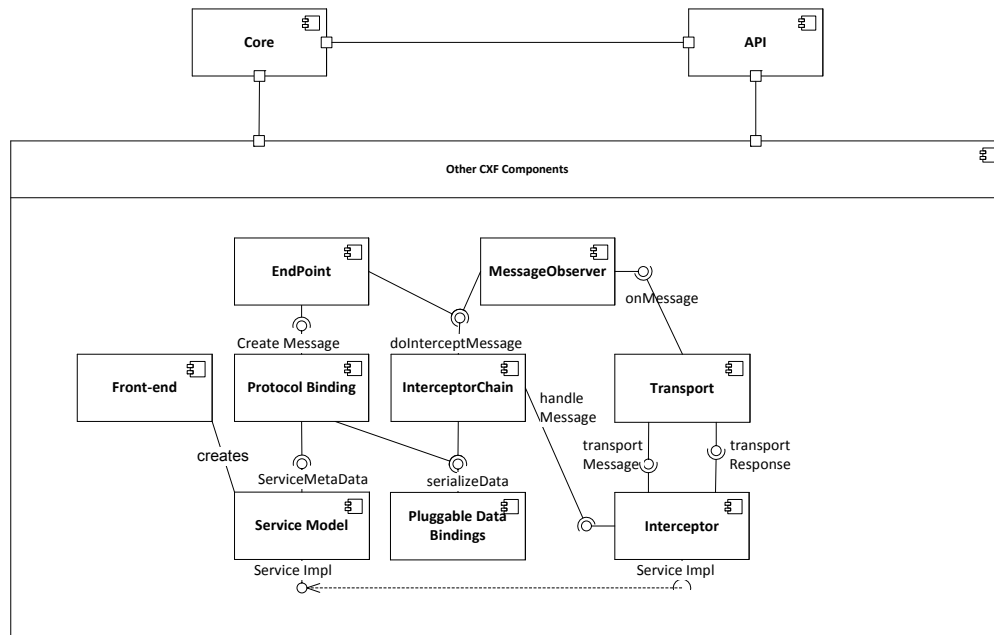 Core
API
Other CXF Components
EndPoint
MessageObserver
onMessage
Create Message
doInterceptMessage
Front-end
Protocol Binding
InterceptorChain
Transport
handle
Message
creates
transport
Message
transport
Response
ServiceMetaData
serializeData
Service Model
Pluggable Data
Bindings
Interceptor
Service Impl
Service Impl